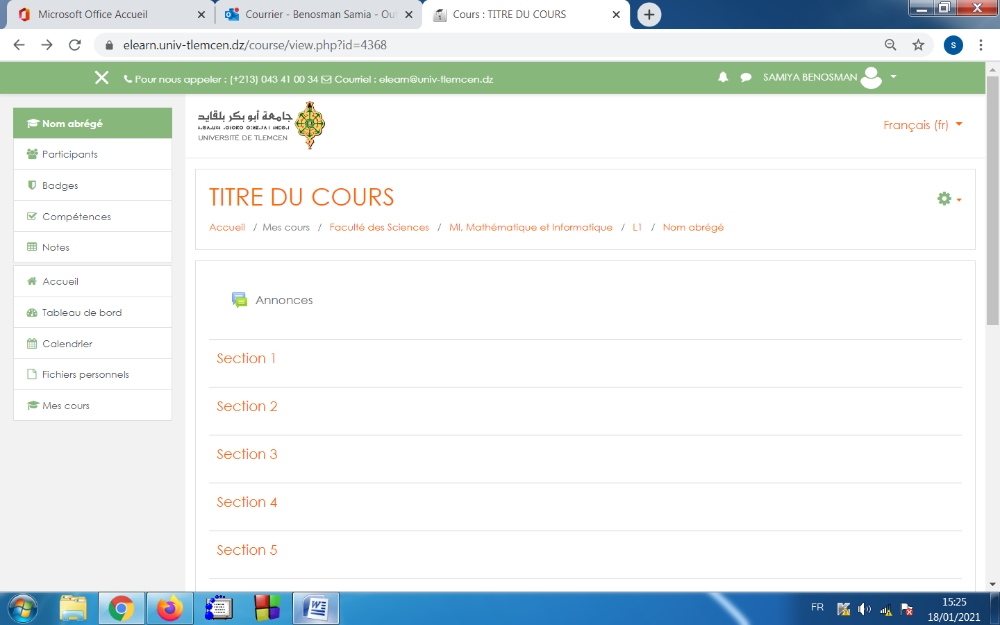 Microsoft Office Accueil
Courrier - Benosman Samia - Out
Cours : TITRE DU COURS
elearn.univ-tlemcen.dz/course/view.php?id=4368
s
Pour nous appeler : (+213) 043 41 00 34 Courriel : elearn@univ-tlemcen.dz
SAMIYA BENOSMAN
Nom abrégé
Participants
Badges
Compétences
Notes
Accueil
Tableau de bord
Calendrier
Fichiers personnels
Mes cours
جامعة أبو بكر بلقايد
UNIVERSITÉ DE TLEMCEN
Français (fr)
TITRE DU COURS
Accueil / Mes cours / Faculté des Sciences / MI, Mathématique et Informatique / L1 / Nom abrégé
Annonces
Section 1
Section 2
Section 3
Section 4
Section 5
FR
15:25
18/01/2021